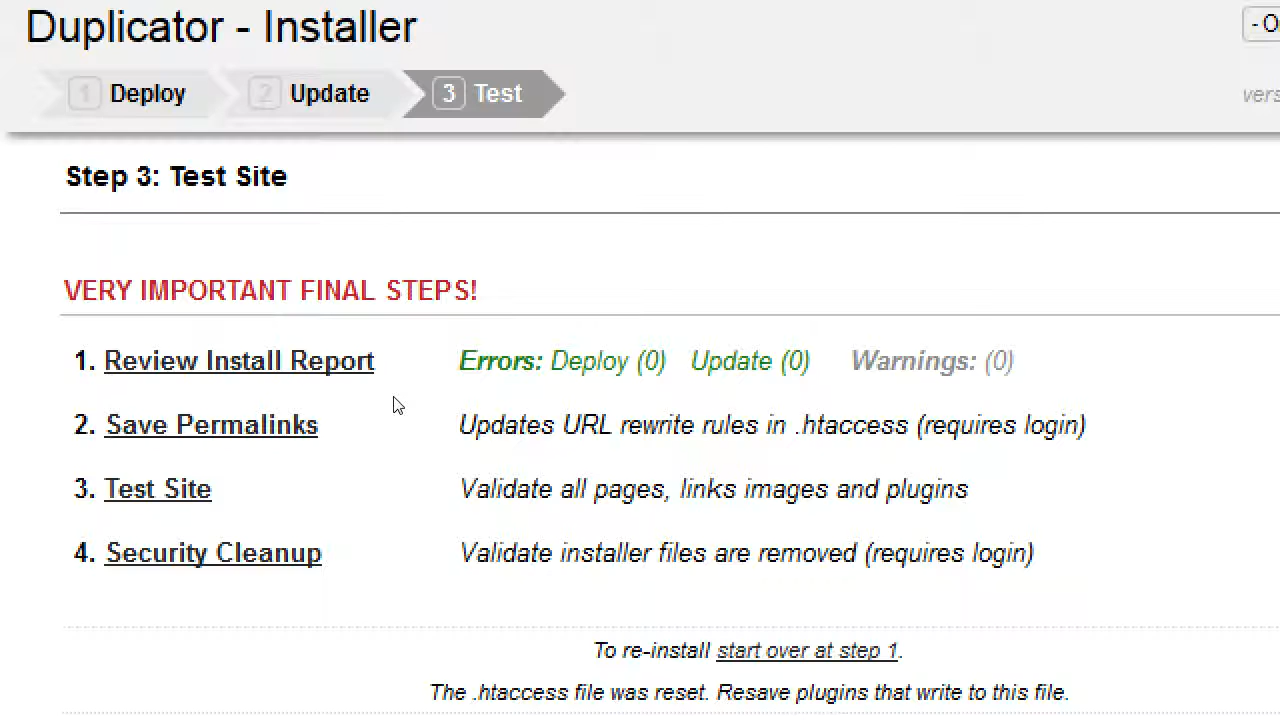 Duplicator - Installer
1 Deploy 2 Update 3 Test
Step 3: Test Site
VERY IMPORTANT FINAL STEPS!
1. Review Install Report Errors: Deploy (0) Update (0) Warnings: (0)
2. Save Permalinks Updates URL rewrite rules in .htaccess (requires login)
3. Test Site Validate all pages, links images and plugins
4. Security Cleanup Validate installer files are removed (requires login)
To re-install start over at step 1.
The .htaccess file was reset. Resave plugins that write to this file.